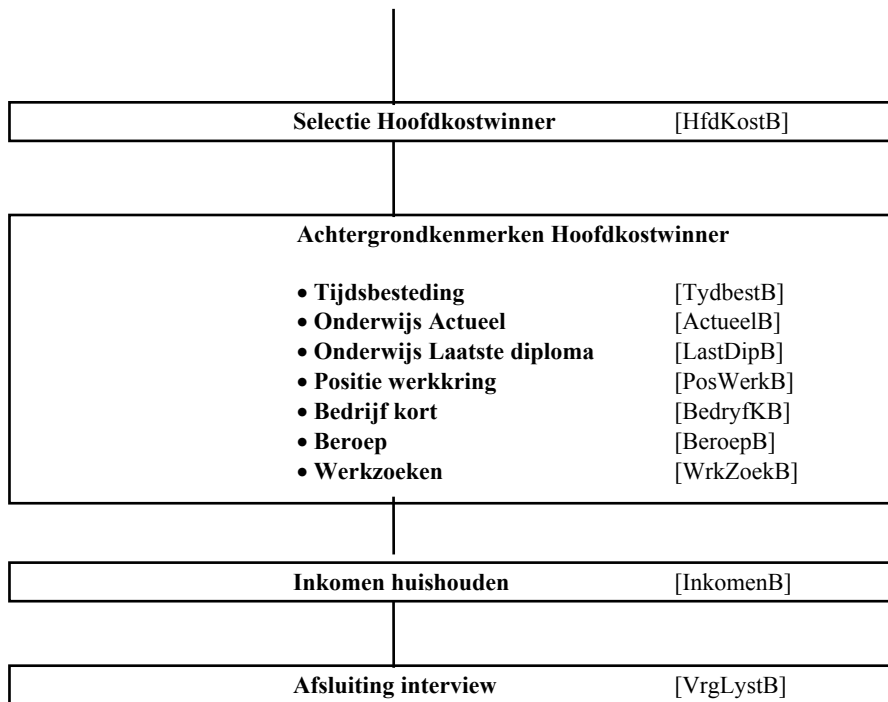 Selectie Hoofdkostwinner [HfdKostB]
Achtergrondkenmerken Hoofdkostwinner
• Tijdsbesteding [TydbestB]
• Onderwijs Actueel [ActueelB]
• Onderwijs Laatste diploma [LastDipB]
• Positie werkkring [PosWerkB]
• Bedrijf kort [BedryfKB]
• Beroep [BeroepB]
• Werkzoeken [WrkZoekB]
Inkomen huishouden [InkomenB]
Afsluiting interview [VrgLystB]